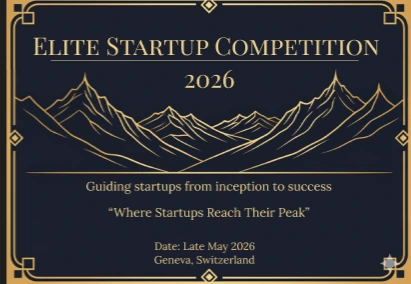 ELITE STARTUP COMPETITION
2026
Guiding startups from inception to success
“Where Startups Reach Their Peak”
Date: Late May 2026
Geneva, Switzerland